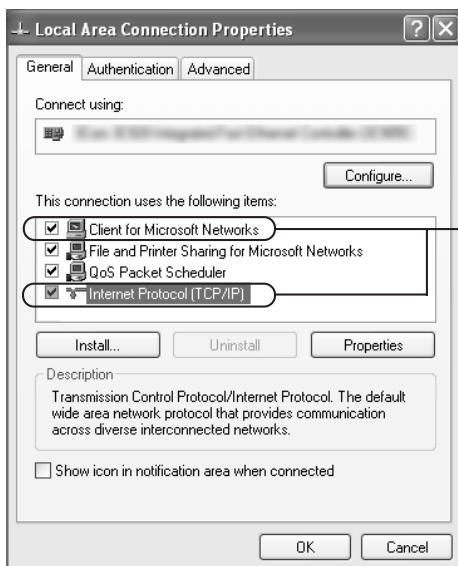 Local Area Connection Properties
General Authentication Advanced
Connect using:
Configure...
This connection uses the following items:
Client for Microsoft Networks
File and Printer Sharing for Microsoft Networks
QoS Packet Scheduler
Internet Protocol (TCP/IP)
Install... Uninstall Properties
Description
Transmission Control Protocol/Internet Protocol. The default
wide area network protocol that provides communication
across diverse interconnected networks.
Show icon in notification area when connected
OK Cancel